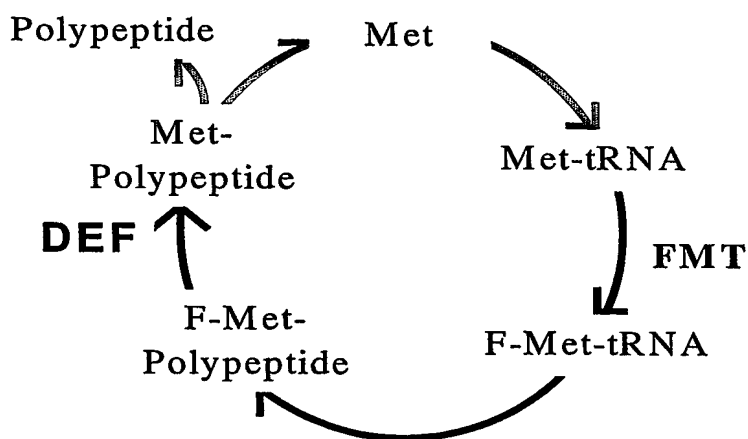 Polypeptide
Met
Met-
Polypeptide
Met-tRNA
DEF
FMT
F-Met-
Polypeptide
F-Met-tRNA